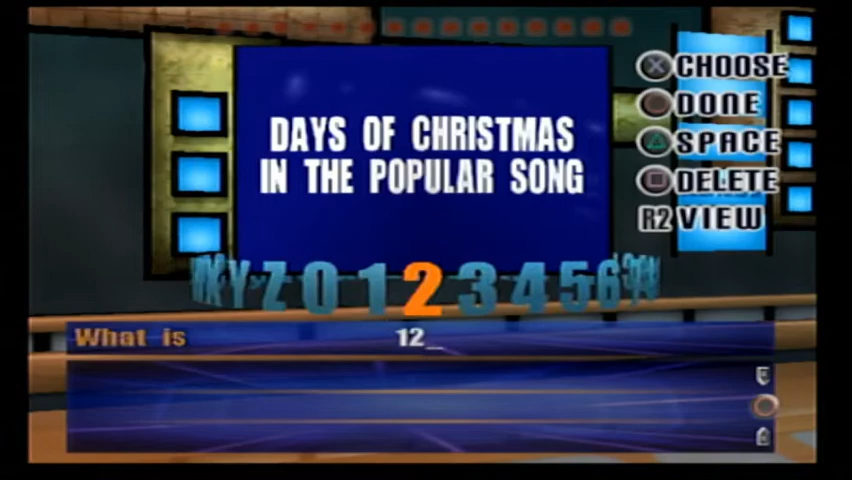 DAYS OF CHRISTMAS
IN THE POPULAR SONG
CHOOSE
DONE
SPACE
DELETE
R2 VIEW
Y Z 0 1 2 3 4 5 6
What is 12_